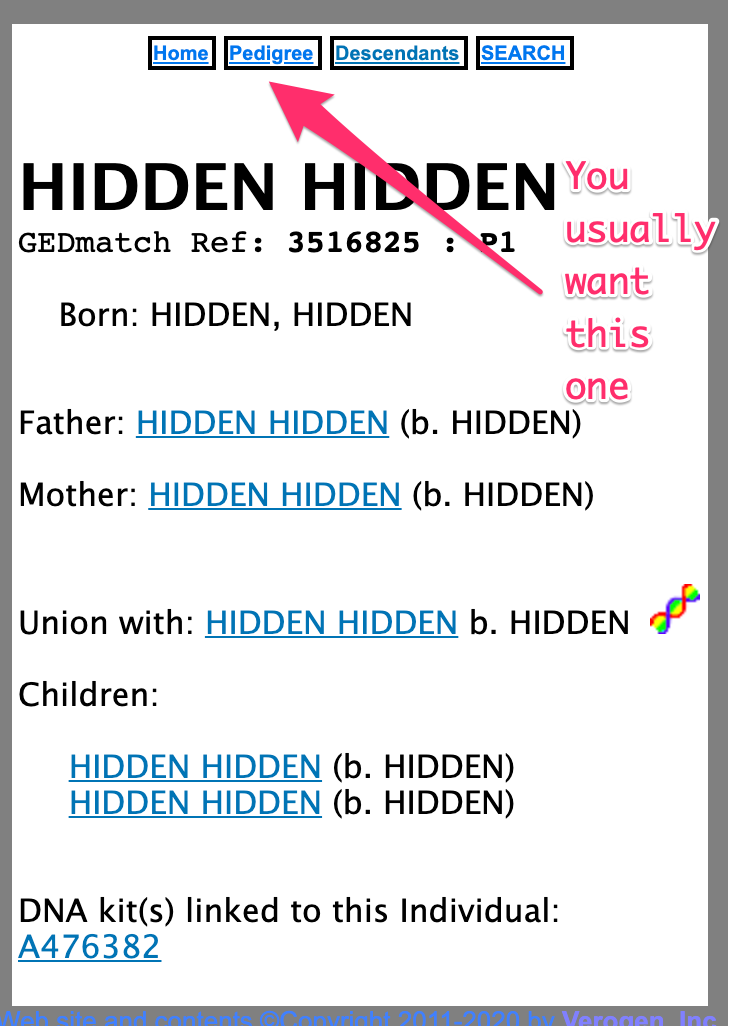 Home Pedigree Descendants SEARCH
HIDDEN HIDDEN
GEDmatch Ref: 3516825 : P1
Born: HIDDEN, HIDDEN
Father: HIDDEN HIDDEN (b. HIDDEN)
Mother: HIDDEN HIDDEN (b. HIDDEN)
Union with: HIDDEN HIDDEN b. HIDDEN
Children:
HIDDEN HIDDEN (b. HIDDEN)
HIDDEN HIDDEN (b. HIDDEN)
DNA kit(s) linked to this Individual:
A476382
You
usually
want
this
one
Web site and contents ©Copyright 2011-2020 by Verogen, Inc.